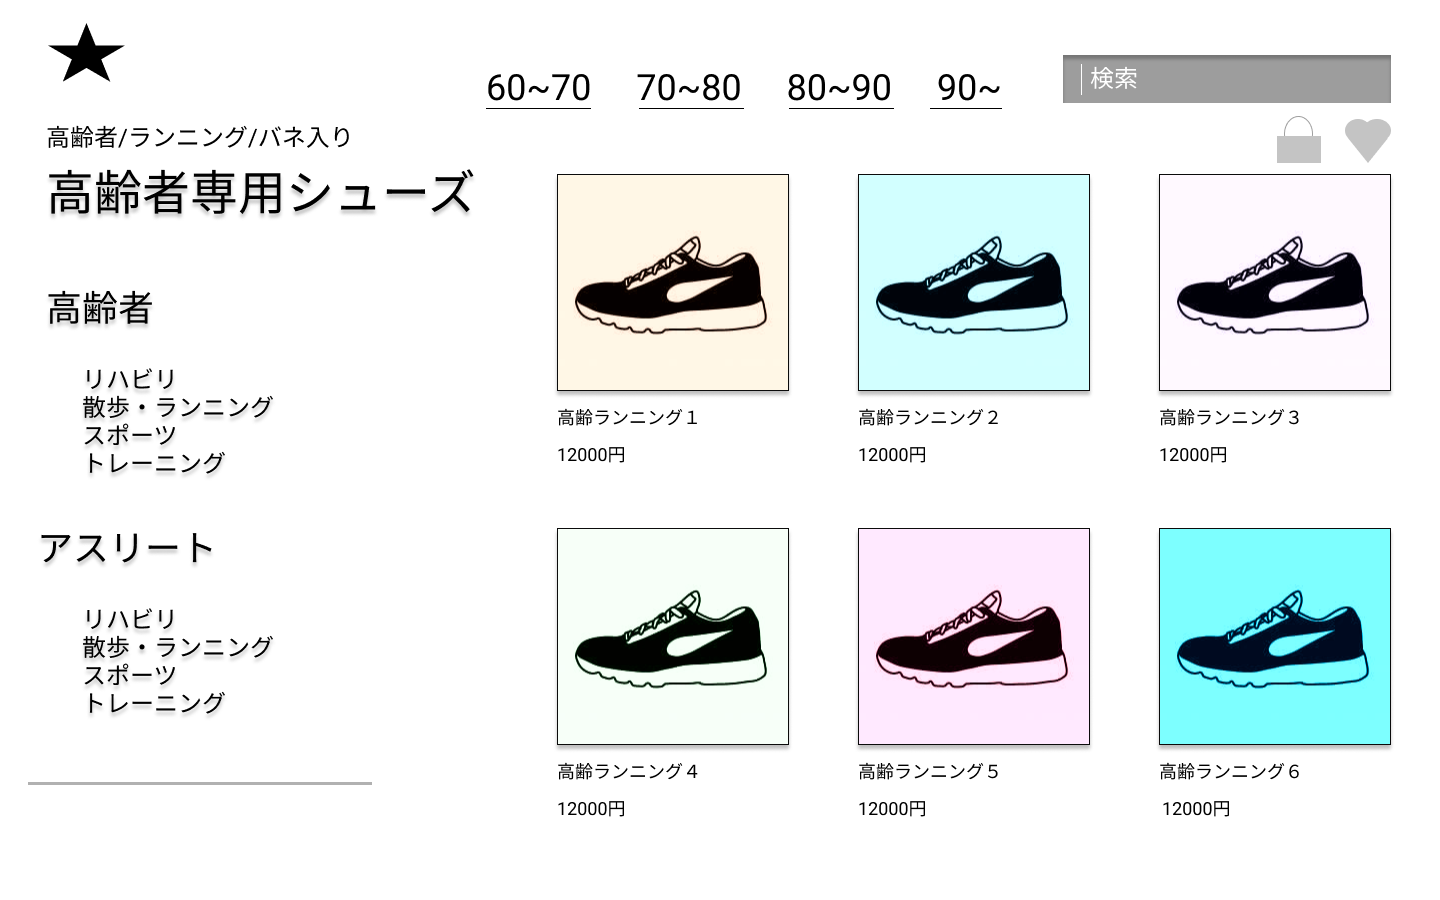 60~70
70~80
80~90
90~
検索
高齢者/ランニング/バネ入り
高齢者専用シューズ
高齢者
リハビリ
散歩・ランニング
スポーツ
トレーニング
アスリート
リハビリ
散歩・ランニング
スポーツ
トレーニング
高齢ランニング１
高齢ランニング２
高齢ランニング３
12000円
12000円
12000円
高齢ランニング４
高齢ランニング５
高齢ランニング６
12000円
12000円
12000円